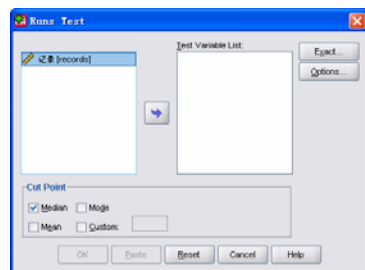 Runs Test
Test Variable List:
记录 [records]
Exact...
Options...
Cut Point
Median
Mode
Mean
Custom:
OK
Paste
Reset
Cancel
Help